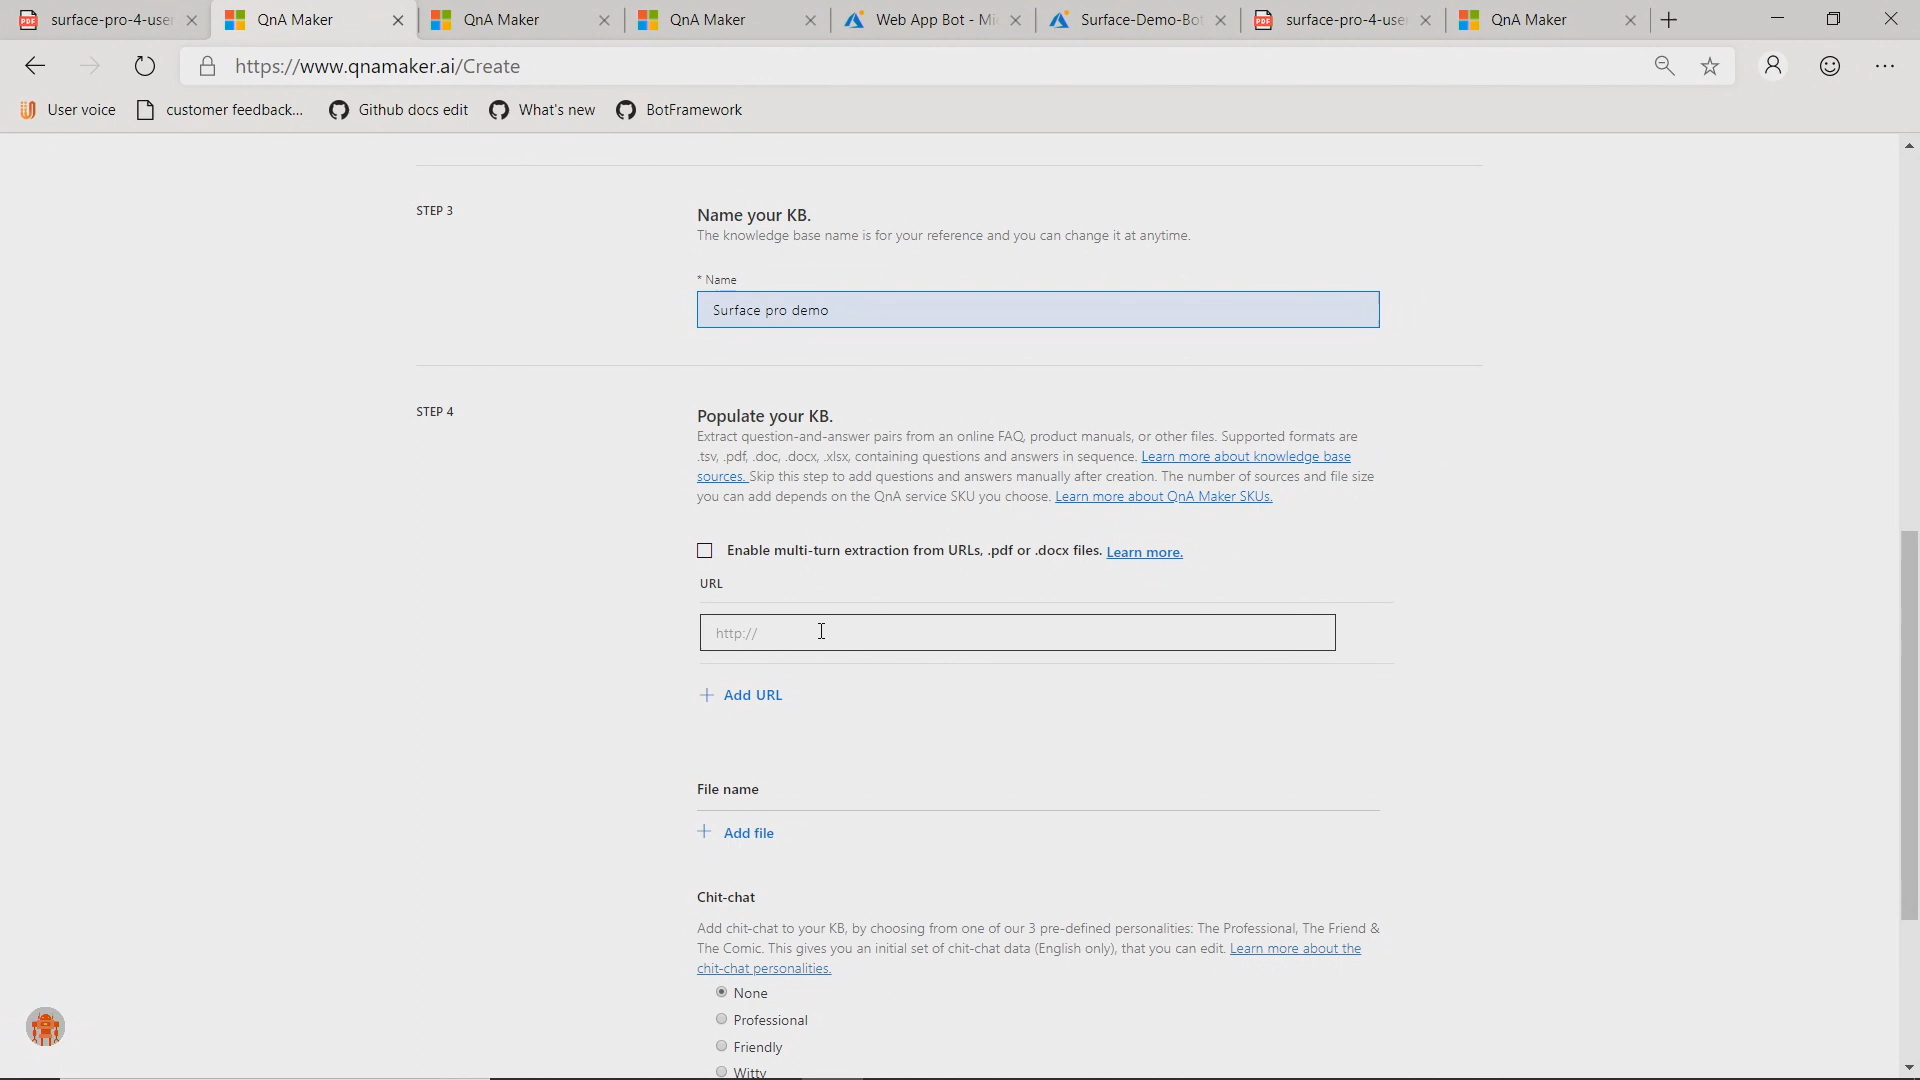 surface-pro-4-user
QnA Maker
QnA Maker
QnA Maker
Web App Bot - Mic
Surface-Demo-Bot
surface-pro-4-user
QnA Maker
https://www.qnamaker.ai/Create
User voice
customer feedback...
Github docs edit
What's new
BotFramework
STEP 3
Name your KB.
The knowledge base name is for your reference and you can change it at anytime.
* Name
Surface pro demo
STEP 4
Populate your KB.
Extract question-and-answer pairs from an online FAQ, product manuals, or other files. Supported formats are
.tsv, .pdf, .doc, .docx, .xlsx, containing questions and answers in sequence. Learn more about knowledge base
sources. Skip this step to add questions and answers manually after creation. The number of sources and file size
you can add depends on the QnA service SKU you choose. Learn more about QnA Maker SKUs.
Enable multi-turn extraction from URLs, .pdf or .docx files. Learn more.
URL
http://
+ Add URL
File name
+ Add file
Chit-chat
Add chit-chat to your KB, by choosing from one of our 3 pre-defined personalities: The Professional, The Friend &
The Comic. This gives you an initial set of chit-chat data (English only), that you can edit. Learn more about the
chit-chat personalities.
None
Professional
Friendly
Witty